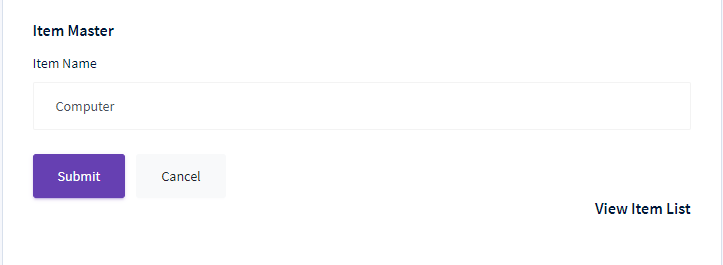 Item Master
Item Name
Computer
Submit Cancel
View Item List